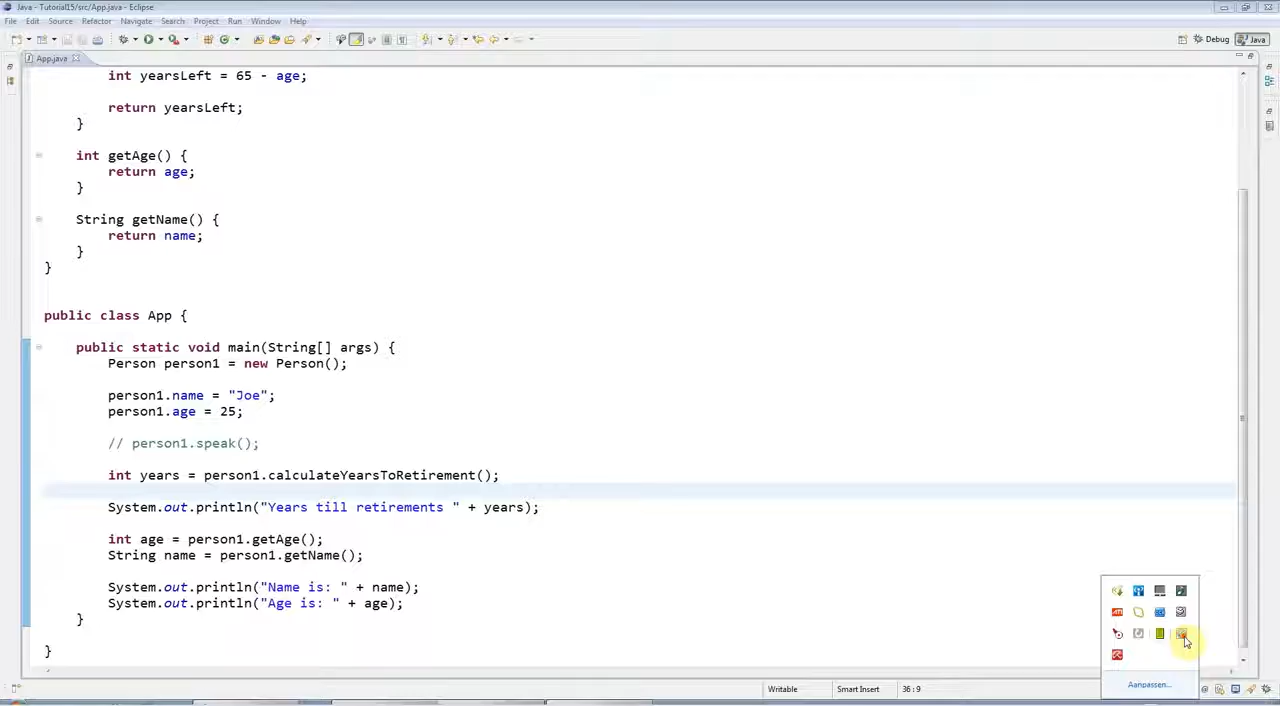 Java - Tutorial15/src/App.java - Eclipse
File Edit Source Refactor Navigate Search Project Run Window Help
Debug Java
App.java
int yearsLeft = 65 - age;
return yearsLeft;
}
int getAge() {
return age;
}
String getName() {
return name;
}
}
public class App {
public static void main(String[] args) {
Person person1 = new Person();
person1.name = "Joe";
person1.age = 25;
// person1.speak();
int years = person1.calculateYearsToRetirement();
System.out.println("Years till retirements " + years);
int age = person1.getAge();
String name = person1.getName();
System.out.println("Name is: " + name);
System.out.println("Age is: " + age);
}
}
ATI
Aanpassen...
Writable Smart Insert 36 : 9